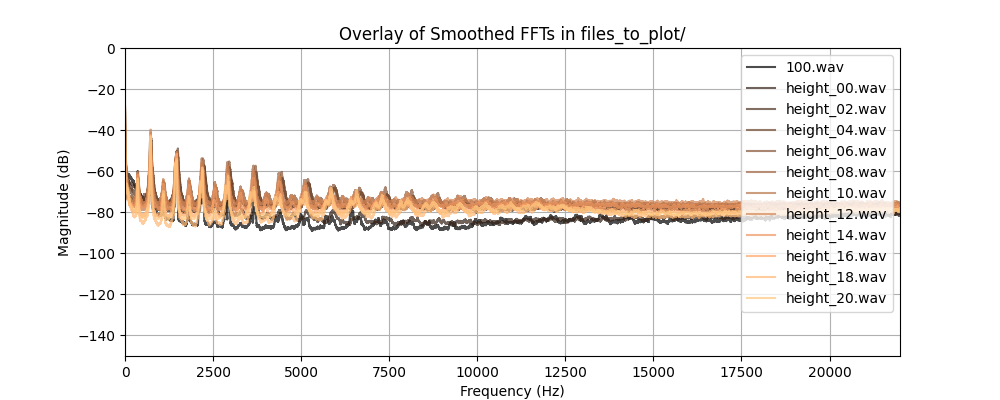 Overlay of Smoothed FFTs in files_to_plot/
Magnitude (dB)
0
−20
−40
−60
−80
−100
−120
−140
100.wav
height_00.wav
height_02.wav
height_04.wav
height_06.wav
height_08.wav
height_10.wav
height_12.wav
height_14.wav
height_16.wav
height_18.wav
height_20.wav
0 2500 5000 7500 10000 12500 15000 17500 20000
Frequency (Hz)